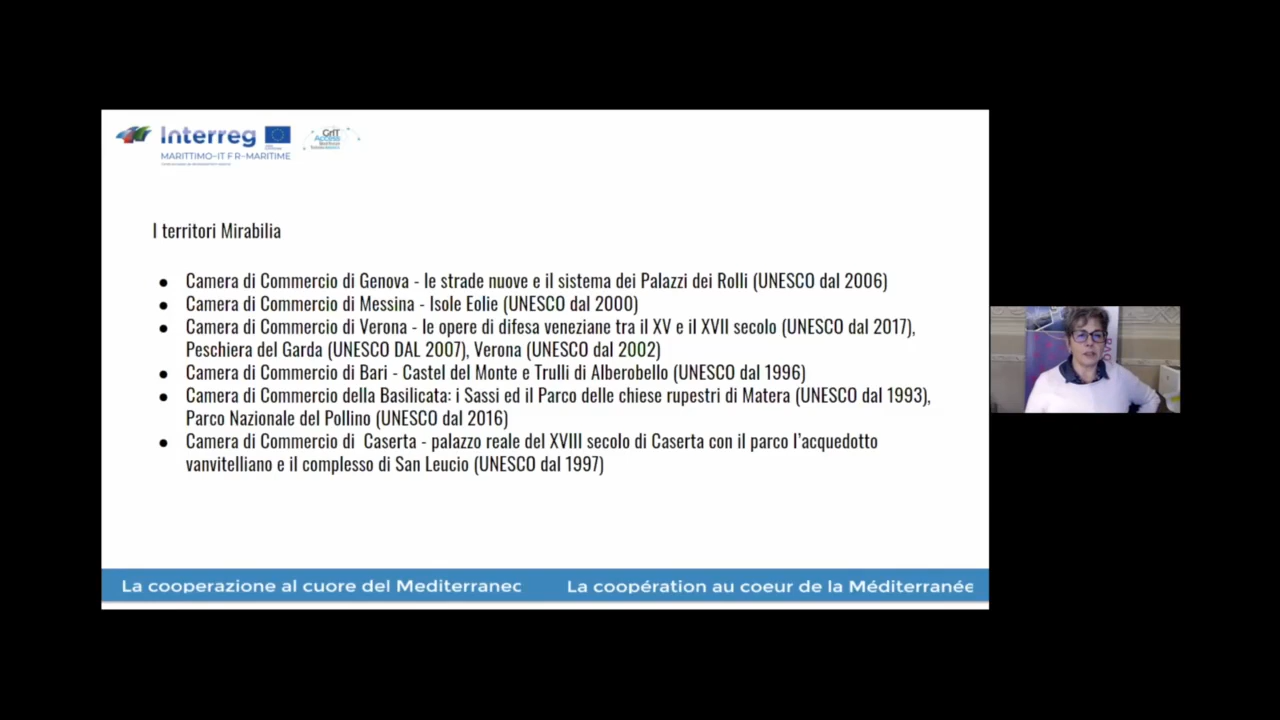 Interreg
MARITTIMO-IT FR-MARITIME
GrIT
Access
I territori Mirabilia
● Camera di Commercio di Genova - le strade nuove e il sistema dei Palazzi dei Rolli (UNESCO dal 2006)
● Camera di Commercio di Messina - Isole Eolie (UNESCO dal 2000)
● Camera di Commercio di Verona - le opere di difesa veneziane tra il XV e il XVII secolo (UNESCO dal 2017),
Peschiera del Garda (UNESCO DAL 2007), Verona (UNESCO dal 2002)
● Camera di Commercio di Bari - Castel del Monte e Trulli di Alberobello (UNESCO dal 1996)
● Camera di Commercio della Basilicata: i Sassi ed il Parco delle chiese rupestri di Matera (UNESCO dal 1993),
Parco Nazionale del Pollino (UNESCO dal 2016)
● Camera di Commercio di Caserta - palazzo reale del XVIII secolo di Caserta con il parco l'acquedotto
vanvitelliano e il complesso di San Leucio (UNESCO dal 1997)
La cooperazione al cuore del Mediterraneo
La coopération au coeur de la Méditerranée